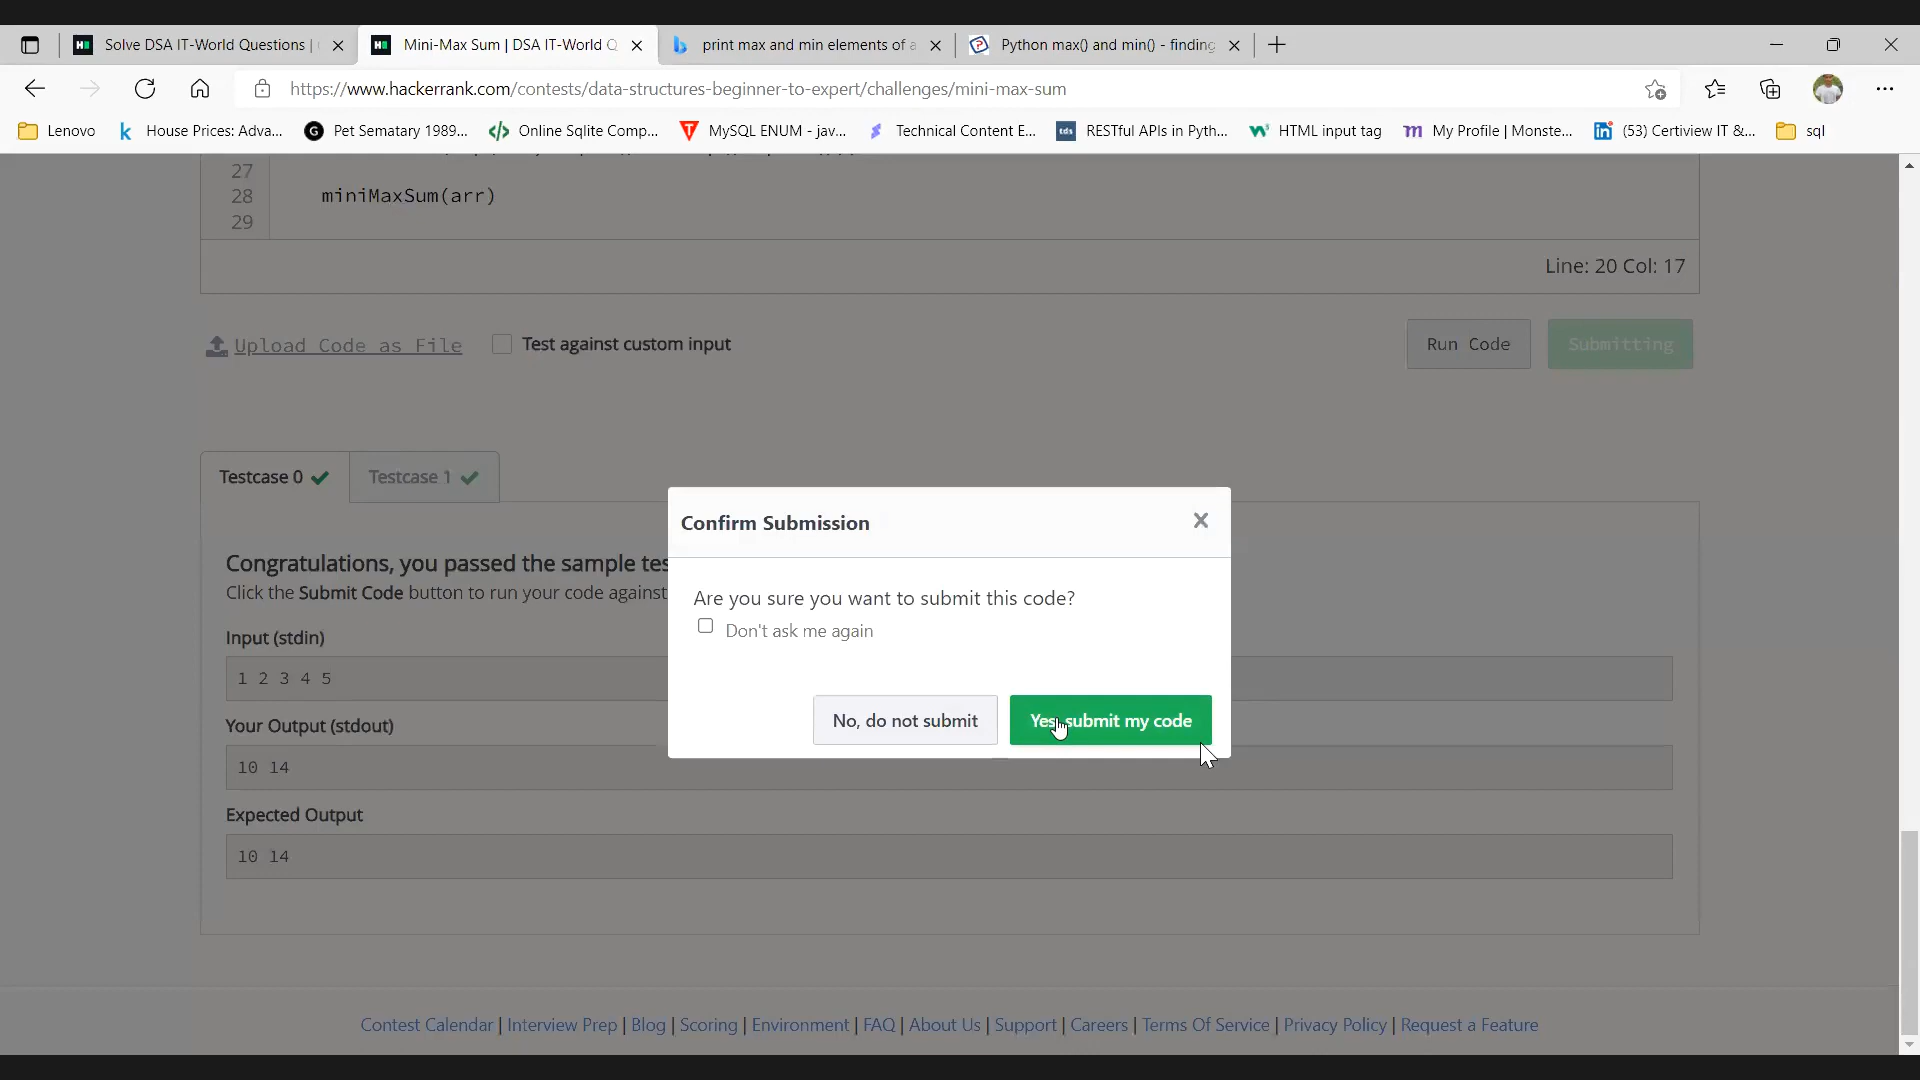 Solve DSA IT-World Questions |
Mini-Max Sum | DSA IT-World Q
print max and min elements of a
Python max() and min() - finding
https://www.hackerrank.com/contests/data-structures-beginner-to-expert/challenges/mini-max-sum
Lenovo
House Prices: Adva...
Pet Sematary 1989...
Online Sqlite Comp...
MySQL ENUM - jav...
Technical Content E...
RESTful APIs in Pyth...
HTML input tag
My Profile | Monste...
(53) Certiview IT &...
sql
27
28 miniMaxSum(arr)
29
Line: 20 Col: 17
Upload Code as File
Test against custom input
Run Code
Submitting
Testcase 0
Testcase 1
Congratulations, you passed the sample tes
Click the Submit Code button to run your code against
Input (stdin)
1 2 3 4 5
Your Output (stdout)
10 14
Expected Output
10 14
Confirm Submission
Are you sure you want to submit this code?
Don't ask me again
No, do not submit
Yes, submit my code
Contest Calendar | Interview Prep | Blog | Scoring | Environment | FAQ | About Us | Support | Careers | Terms Of Service | Privacy Policy | Request a Feature